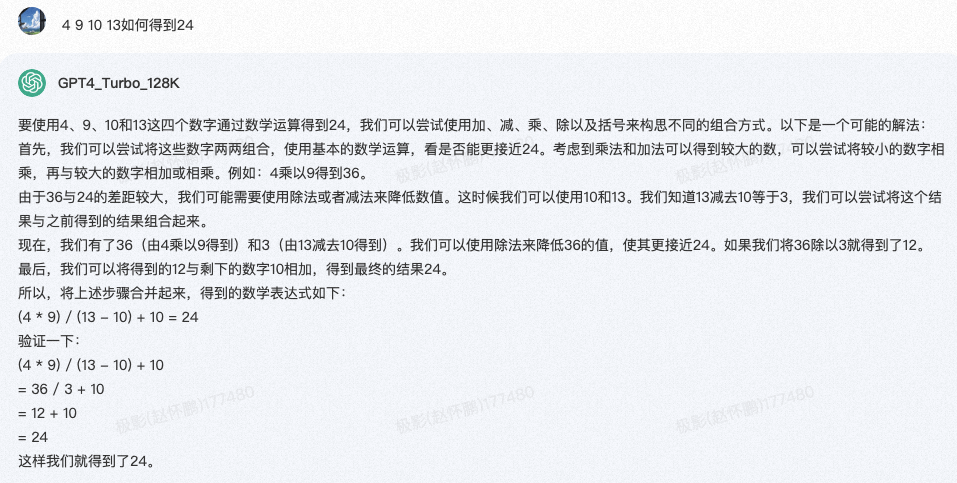 4 9 10 13如何得到24
GPT4_Turbo_128K
要使用4、9、10和13这四个数字通过数学运算得到24，我们可以尝试使用加、减、乘、除以及括号来构思不同的组合方式。以下是一个可能的解法：
首先，我们可以尝试将这些数字两两组合，使用基本的数学运算，看是否能更接近24。考虑到乘法和加法可以得到较大的数，可以尝试将较小的数字相
乘，再与较大的数字相加或相乘。例如：4乘以9得到36。
由于36与24的差距较大，我们可能需要使用除法或者减法来降低数值。这时候我们可以使用10和13。我们知道13减去10等于3，我们可以尝试将这个结
果与之前得到的结果组合起来。
现在，我们有了36（由4乘以9得到）和3（由13减去10得到）。我们可以使用除法来降低36的值，使其更接近24。如果我们将36除以3就得到了12。
最后，我们可以将得到的12与剩下的数字10相加，得到最终的结果24。
所以，将上述步骤合并起来，得到的数学表达式如下：
(4 * 9) / (13 − 10) + 10 = 24
验证一下：
(4 * 9) / (13 − 10) + 10
= 36 / 3 + 10
= 12 + 10
= 24
这样我们就得到了24。
极影(赵怀鹏)177480
极影(赵怀鹏)177480
极影(赵怀鹏)177480